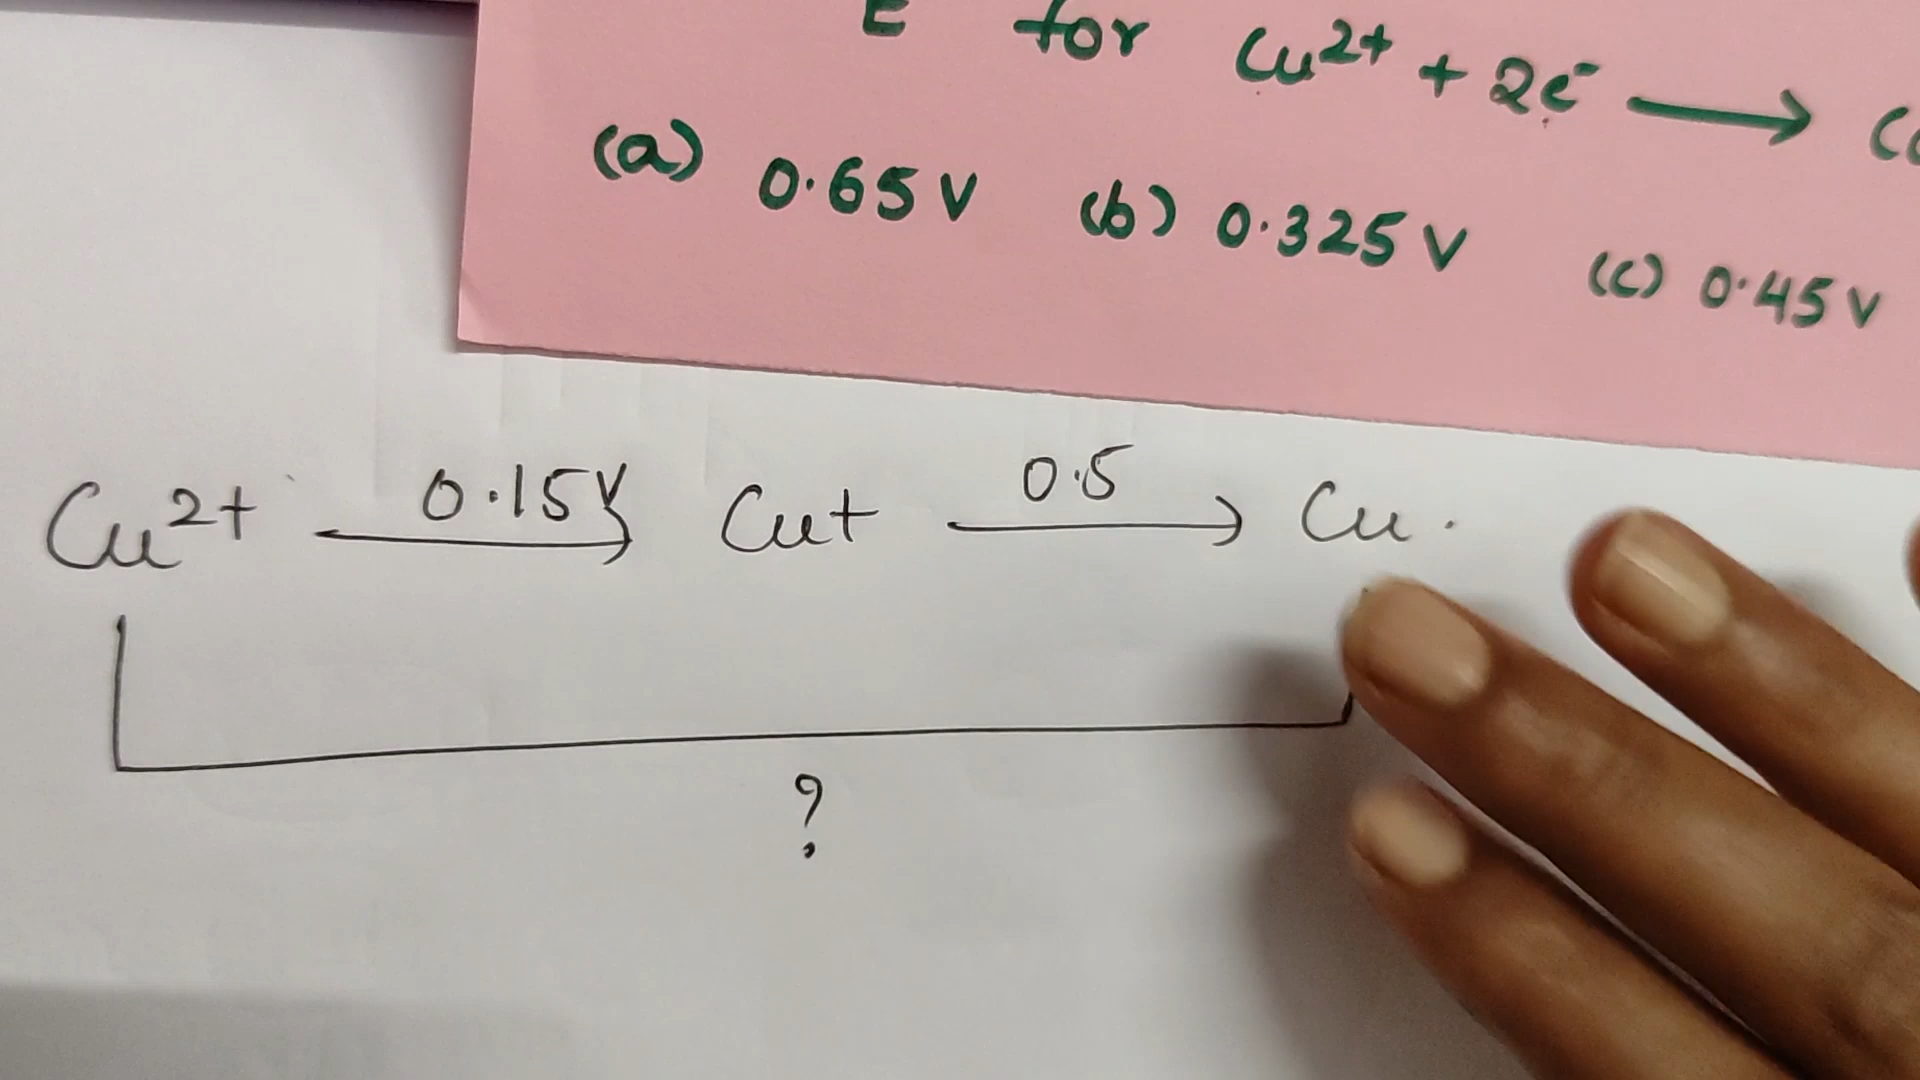 E for Cu²⁺ + 2e⁻ ⟶
(a) 0.65 V (b) 0.325 V (c) 0.45 V
Cu²⁺ ⟶ 0.15V Cu+ ⟶ 0.5 Cu.
?